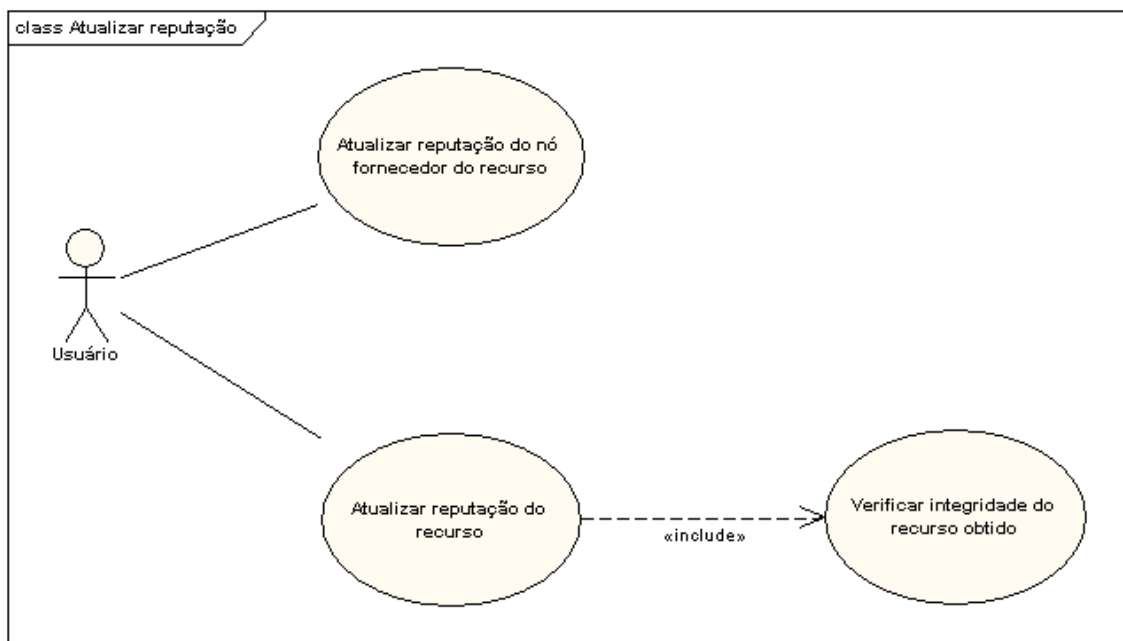 class Atualizar reputação
Atualizar reputação do nó
fornecedor do recurso
Usuário
Atualizar reputação do
recurso
«include»
Verificar integridade do
recurso obtido